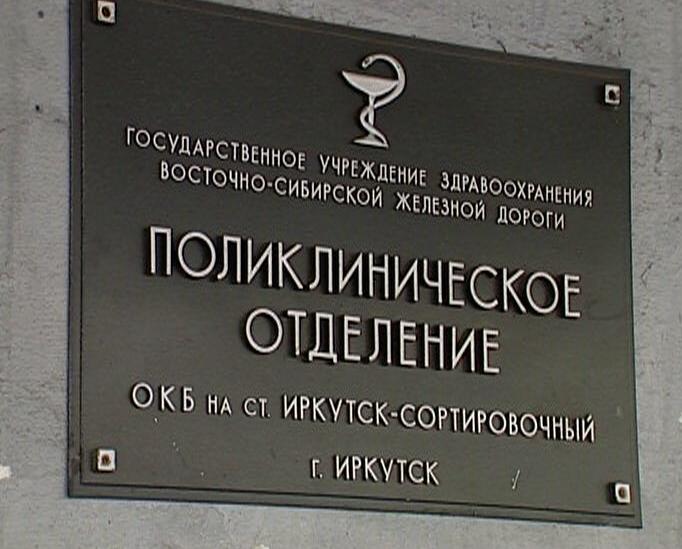 ГОСУДАРСТВЕННОЕ УЧРЕЖДЕНИЕ ЗДРАВООХРАНЕНИЯ
ВОСТОЧНО-СИБИРСКОЙ ЖЕЛЕЗНОЙ ДОРОГИ
ПОЛИКЛИНИЧЕСКОЕ
ОТДЕЛЕНИЕ
ОКБ НА СТ. ИРКУТСК-СОРТИРОВОЧНЫЙ
г. ИРКУТСК